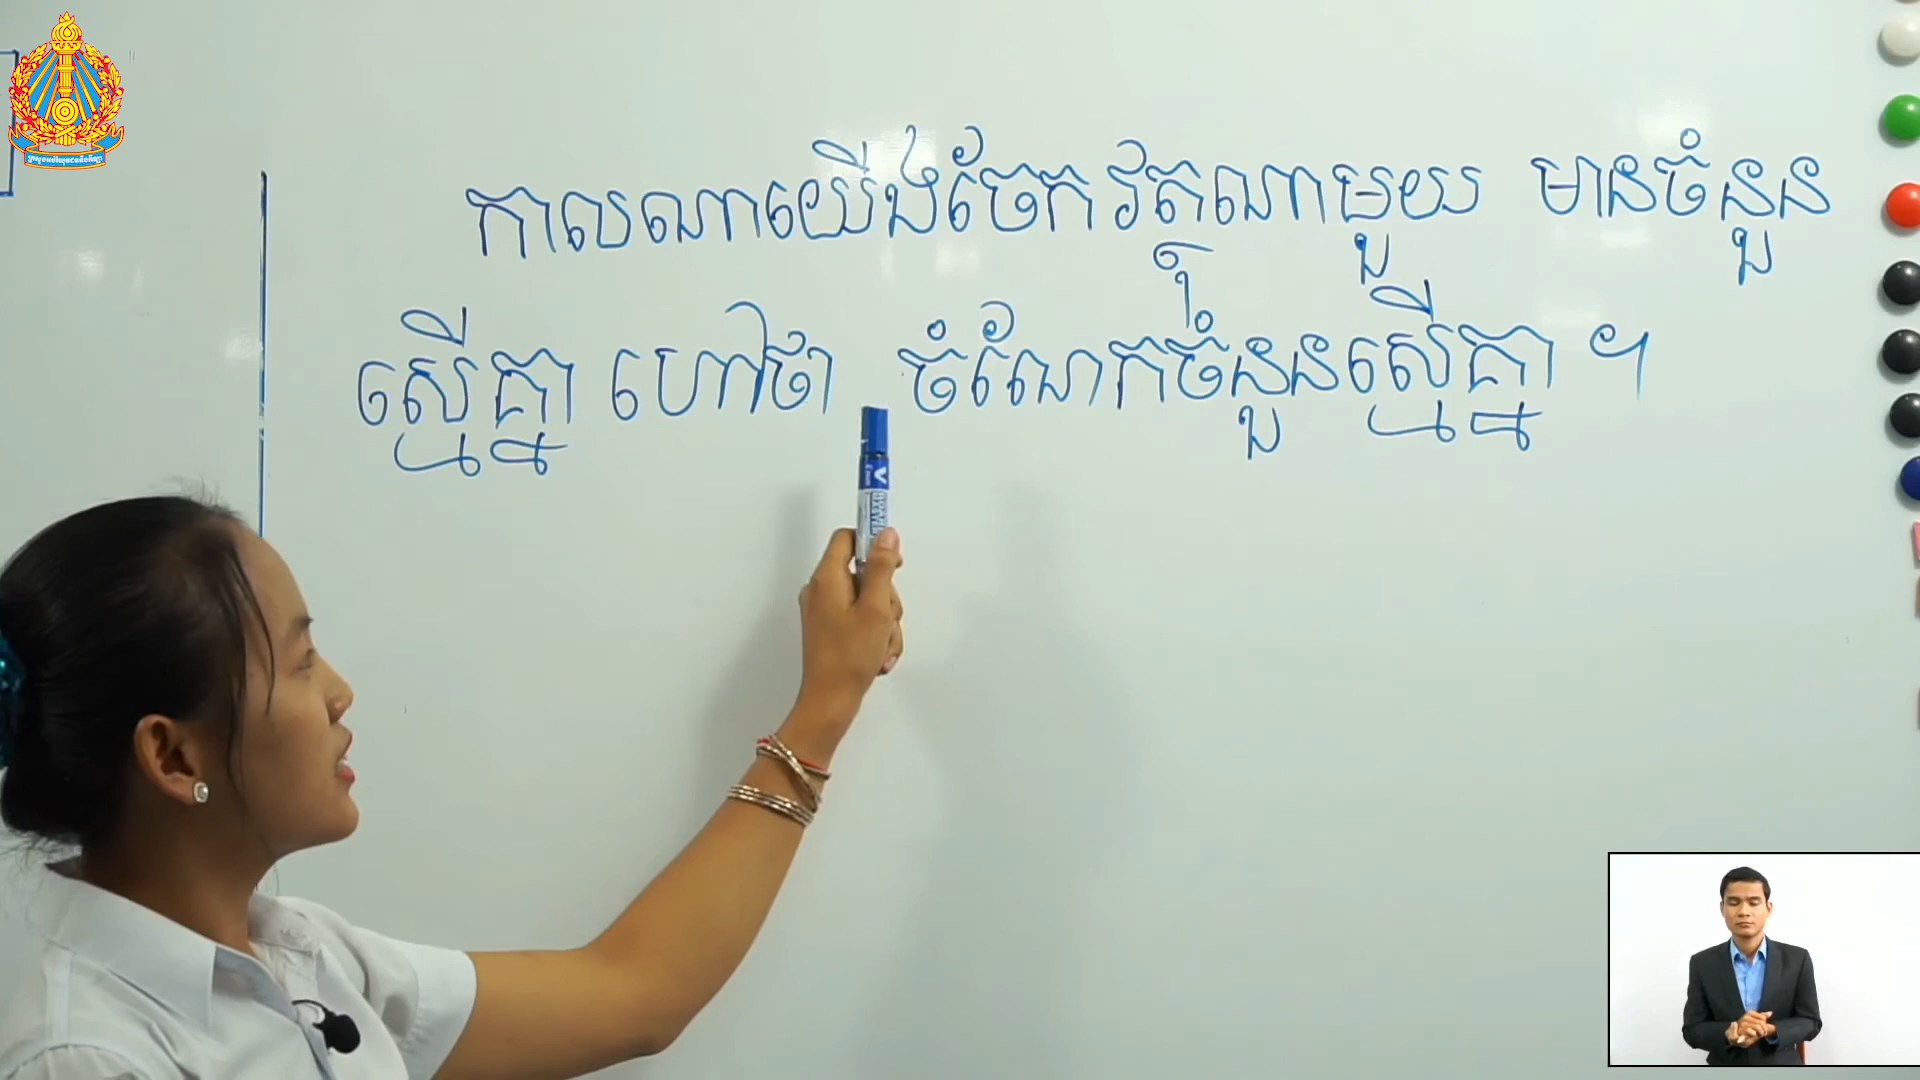 កាលណាយើងចែកវត្ថុណាមួយ មានចំនួន
ស្មើគ្នា ហៅថា ចំណែកចំនួនស្មើគ្នា ។